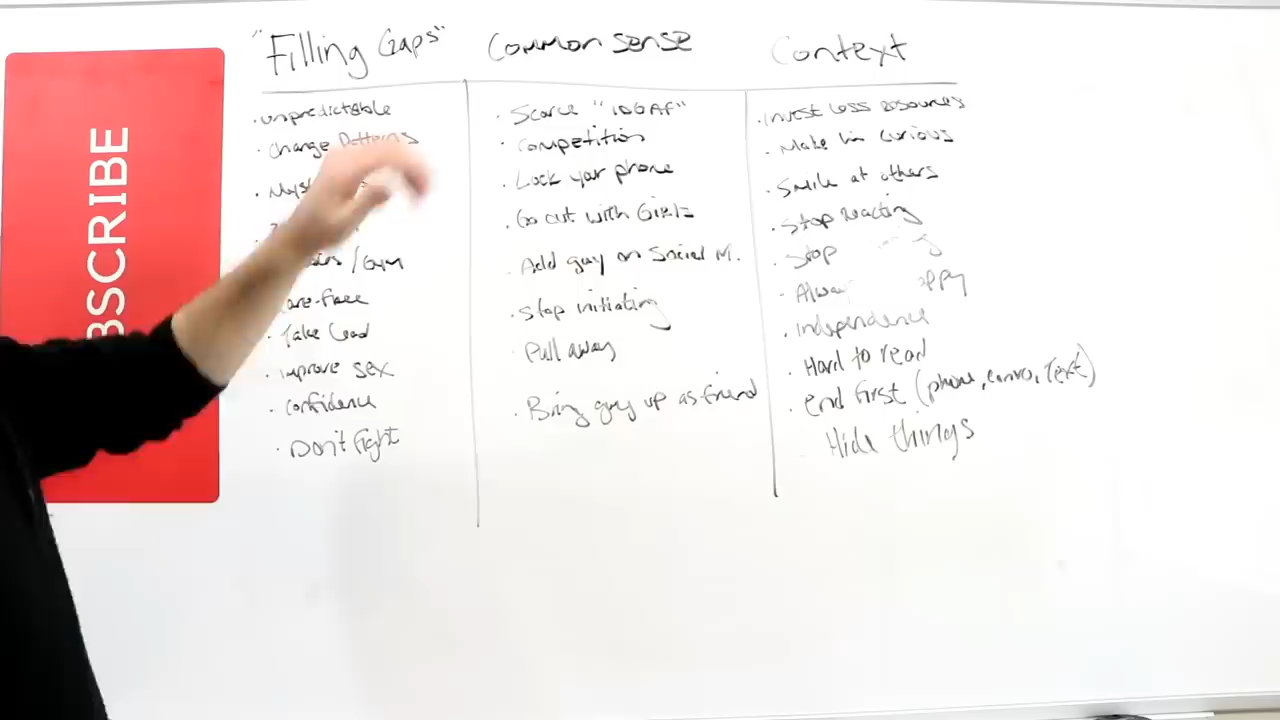 "Filling Gaps"
Common sense
Context
BSCRIBE
· unpredictable
· Change Patterns
· /Gym
Care-free
· Take Lead
· improve sex
· Confidence
· Don't fight
· Scarce "IDGAF"
· Competition
· Lock your phone
· Go out with Girls
· Add guy on Social M.
· Stop initiating
· Pull away
· Bring guy up as friend
· Invest less resources
· Make him curious
· Smile at others
· Stop reacting
· Stop
· Independence
· Hard to read
· end first (phone, convo, Text)
· Hide things